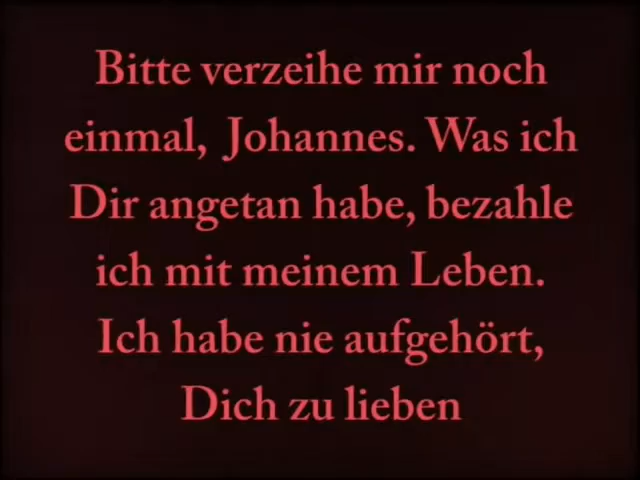 Bitte verzeihe mir noch
einmal, Johannes. Was ich
Dir angetan habe, bezahle
ich mit meinem Leben.
Ich habe nie aufgehört,
Dich zu lieben